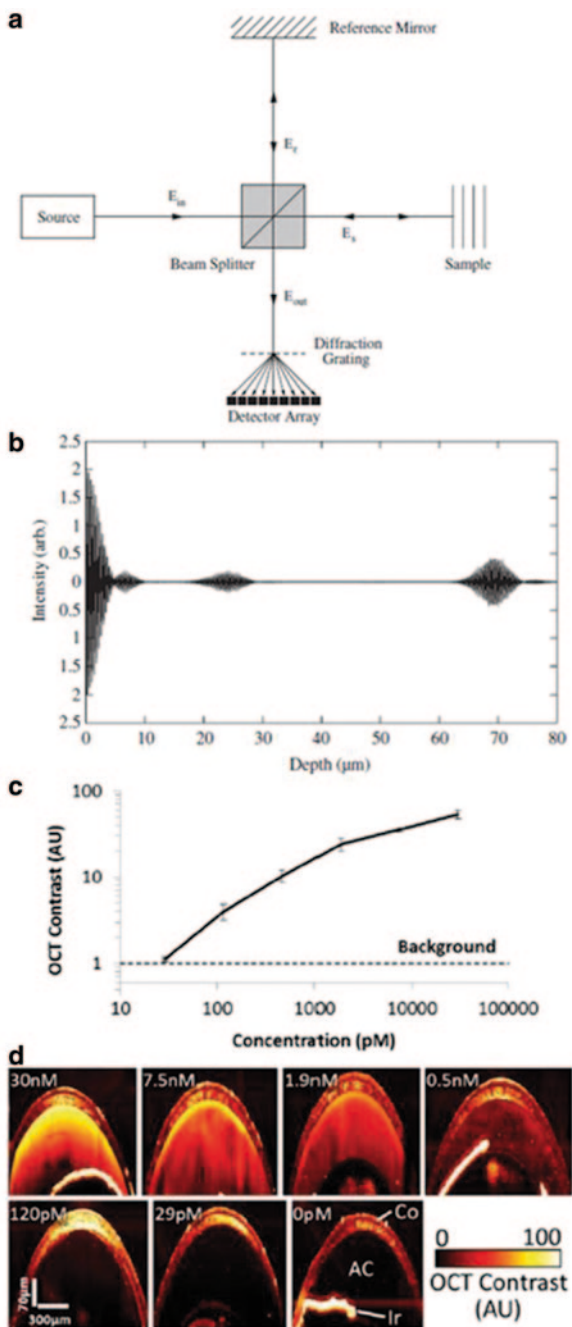 a
Reference Mirror
E_r
Source
E_in
Beam Splitter
E_s
Sample
E_out
Diffraction
Grating
Detector Array
b
2.5
2
1.5
1
0.5
0
0.5
1
1.5
2
2.5
Intensity (arb.)
0 10 20 30 40 50 60 70 80
Depth (μm)
c
100
10
1
OCT Contrast (AU)
Background
10 100 1000 10000 100000
Concentration (pM)
d
30nM 7.5nM 1.9nM 0.5nM
120pM 29pM 0pM Co
AC
Ir
70μm
300μm
0 100
OCT Contrast
(AU)